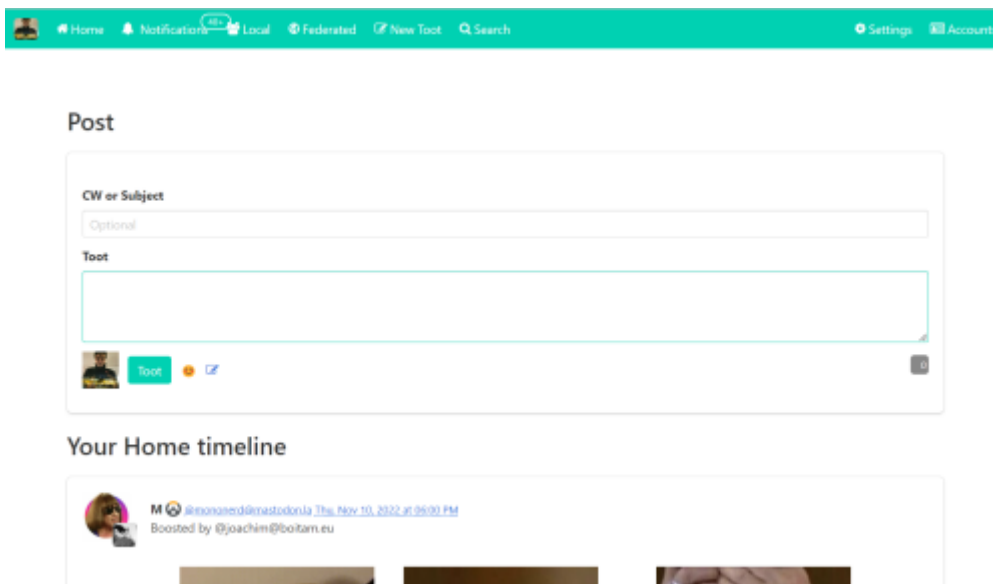 Home Notifications 40+ Local Federated New Toot Search Settings Account
Post
CW or Subject
Optional
Toot
Toot
0
Your Home timeline
M @mononerd@mastodon.la Thu, Nov 10, 2022 at 06:00 PM
Boosted by @joachim@boitam.eu